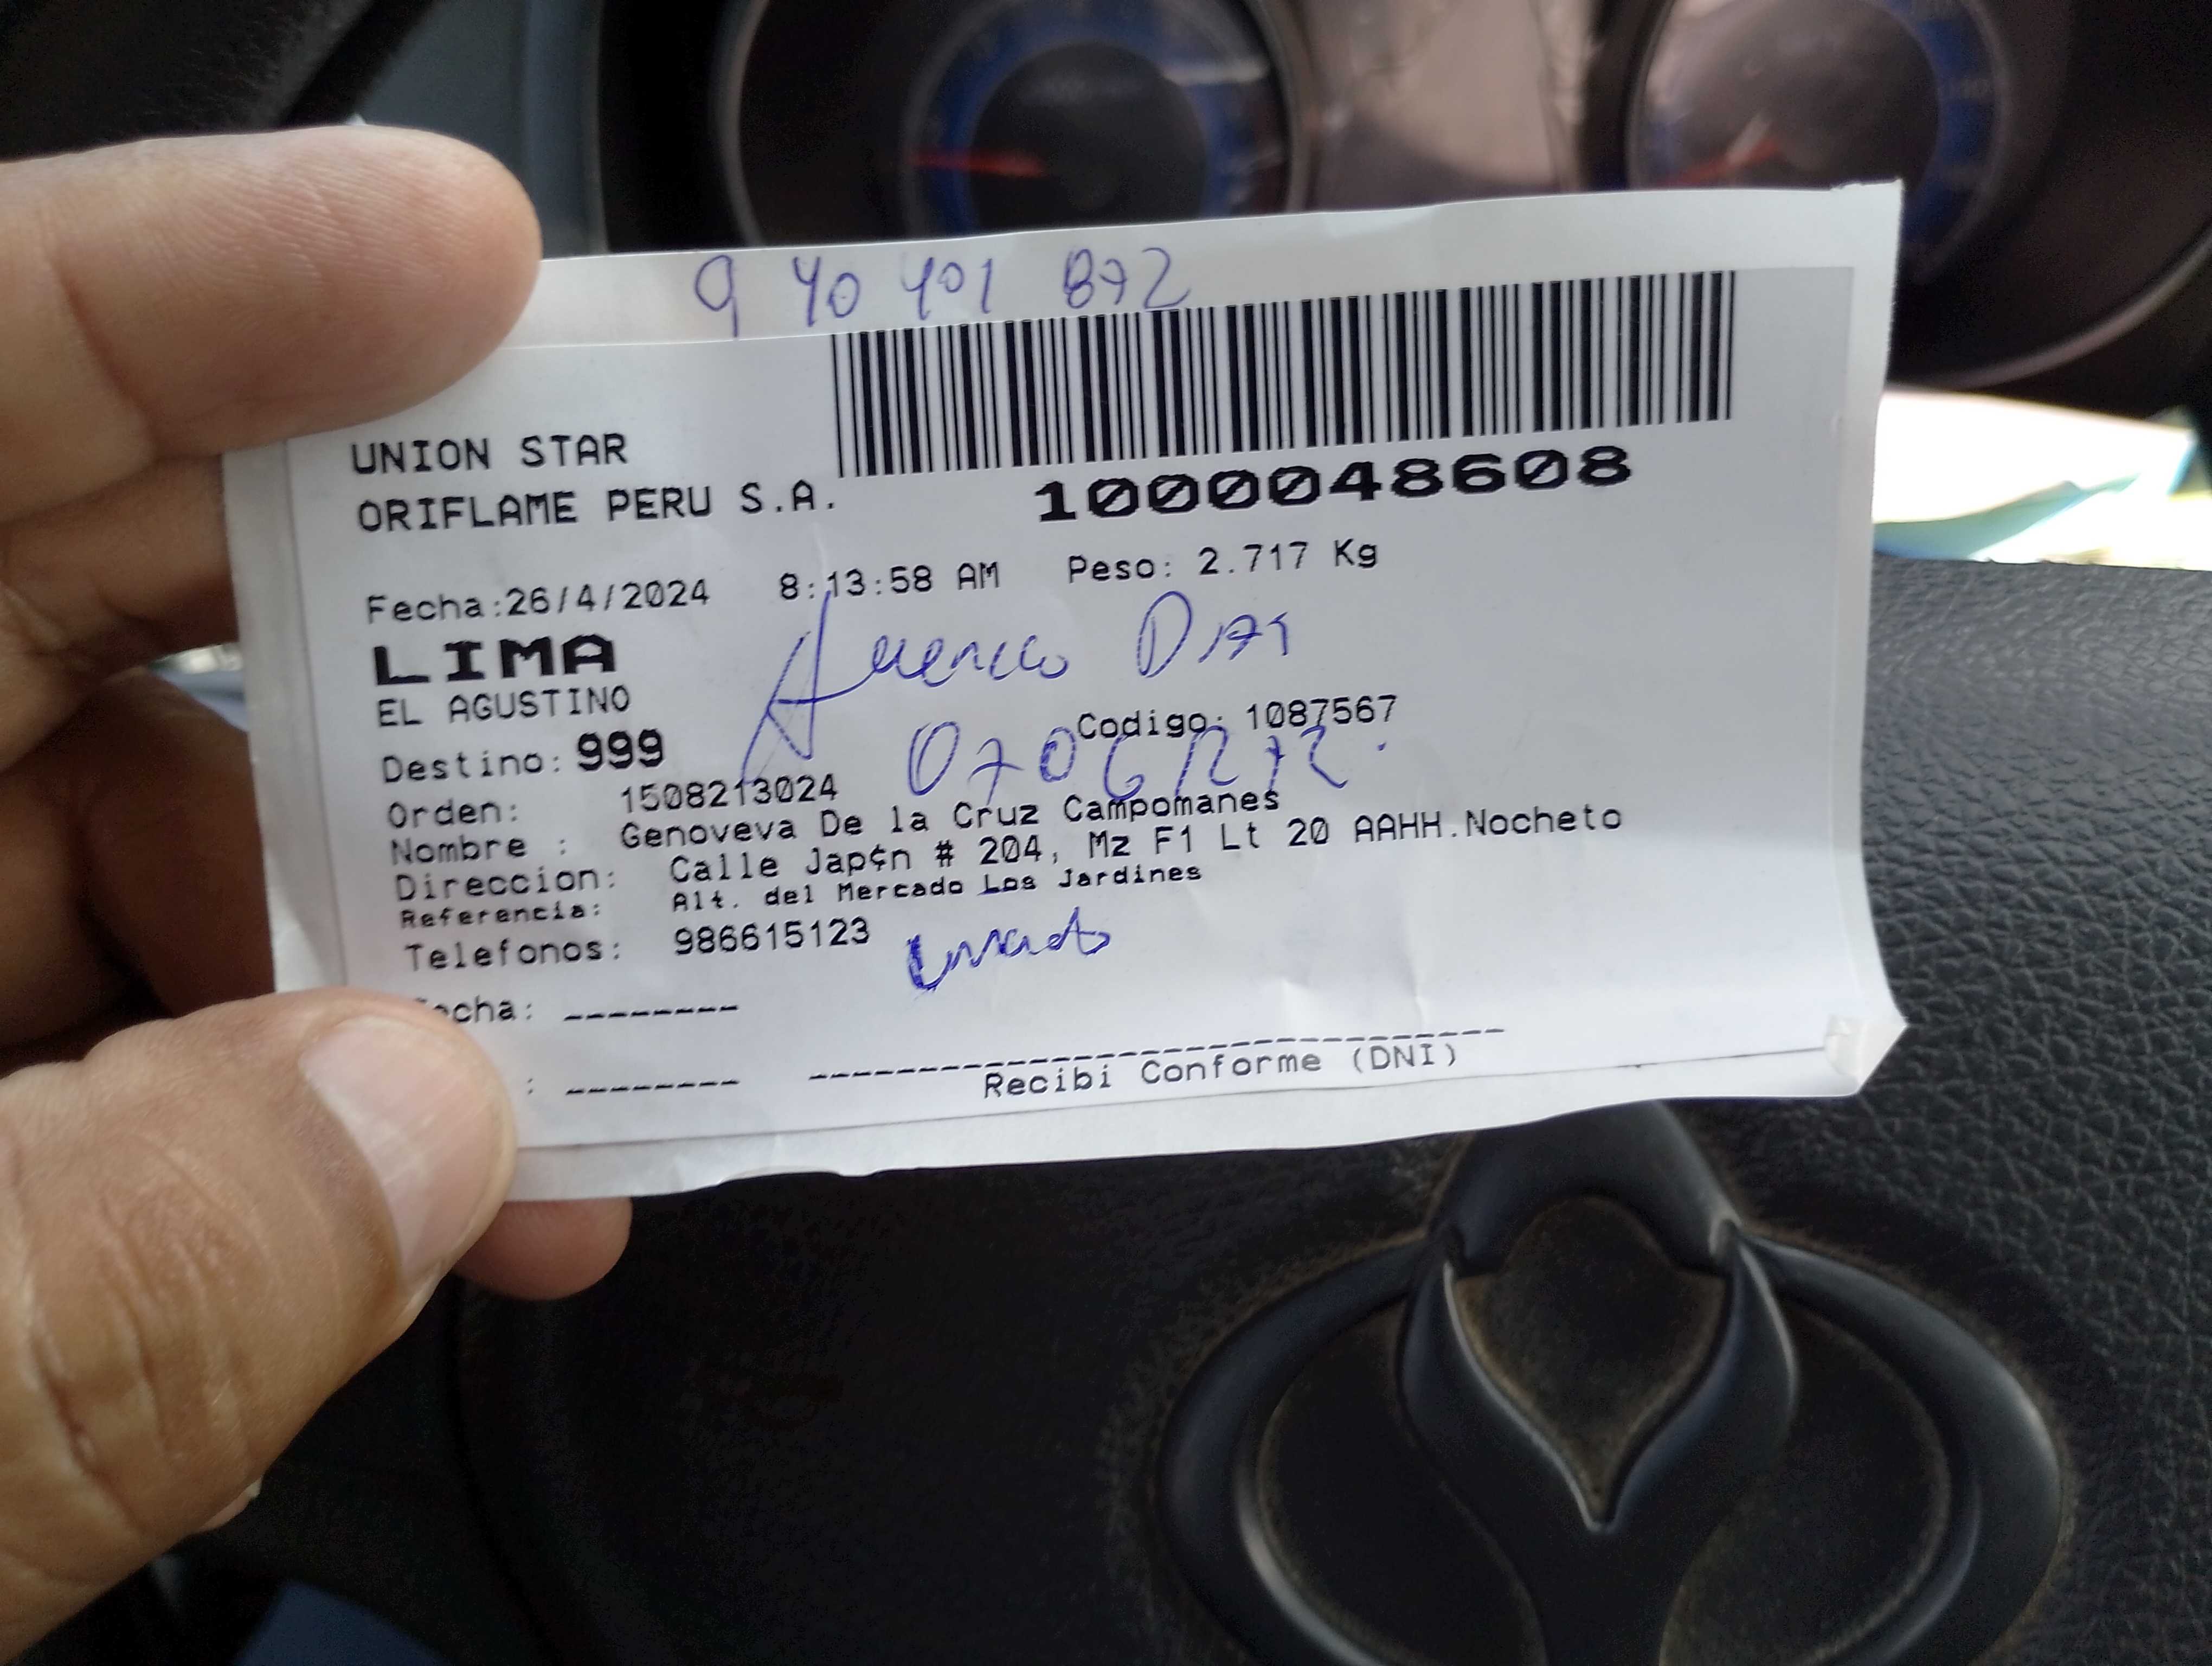 9 40 401 872
UNION STAR
ORIFLAME PERU S.A.
1000048608
Fecha:26/4/2024 8:13:58 AM Peso: 2.717 Kg
LIMA
EL AGUSTINO
Codigo: 1087567
Destino: 999
Orden: 1508213024
Nombre : Genoveva De la Cruz Campomanes
Direccion: Calle Jap¢n # 204, Mz F1 Lt 20 AAHH.Nocheto
Referencia: Alt. del Mercado Los Jardines
Telefonos: 986615123
echa: --------
: --------
Recibi Conforme (DNI)